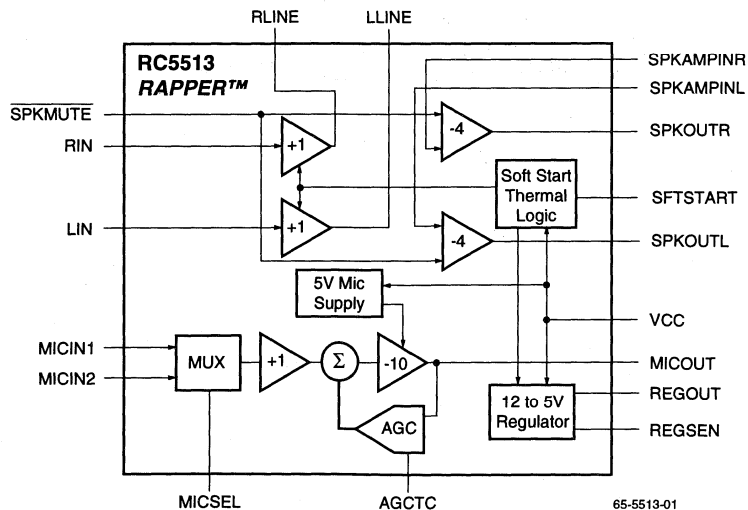 RLINE
LLINE
RC5513
RAPPER™
SPKMUTE
RIN
LIN
+1
+1
-4
-4
SPKAMPINR
SPKAMPINL
SPKOUTR
Soft Start
Thermal
Logic
SFTSTART
SPKOUTL
5V Mic
Supply
VCC
MICIN1
MICIN2
MUX
+1
Σ
-10
MICOUT
AGC
12 to 5V
Regulator
REGOUT
REGSEN
MICSEL
AGCTC
65-5513-01